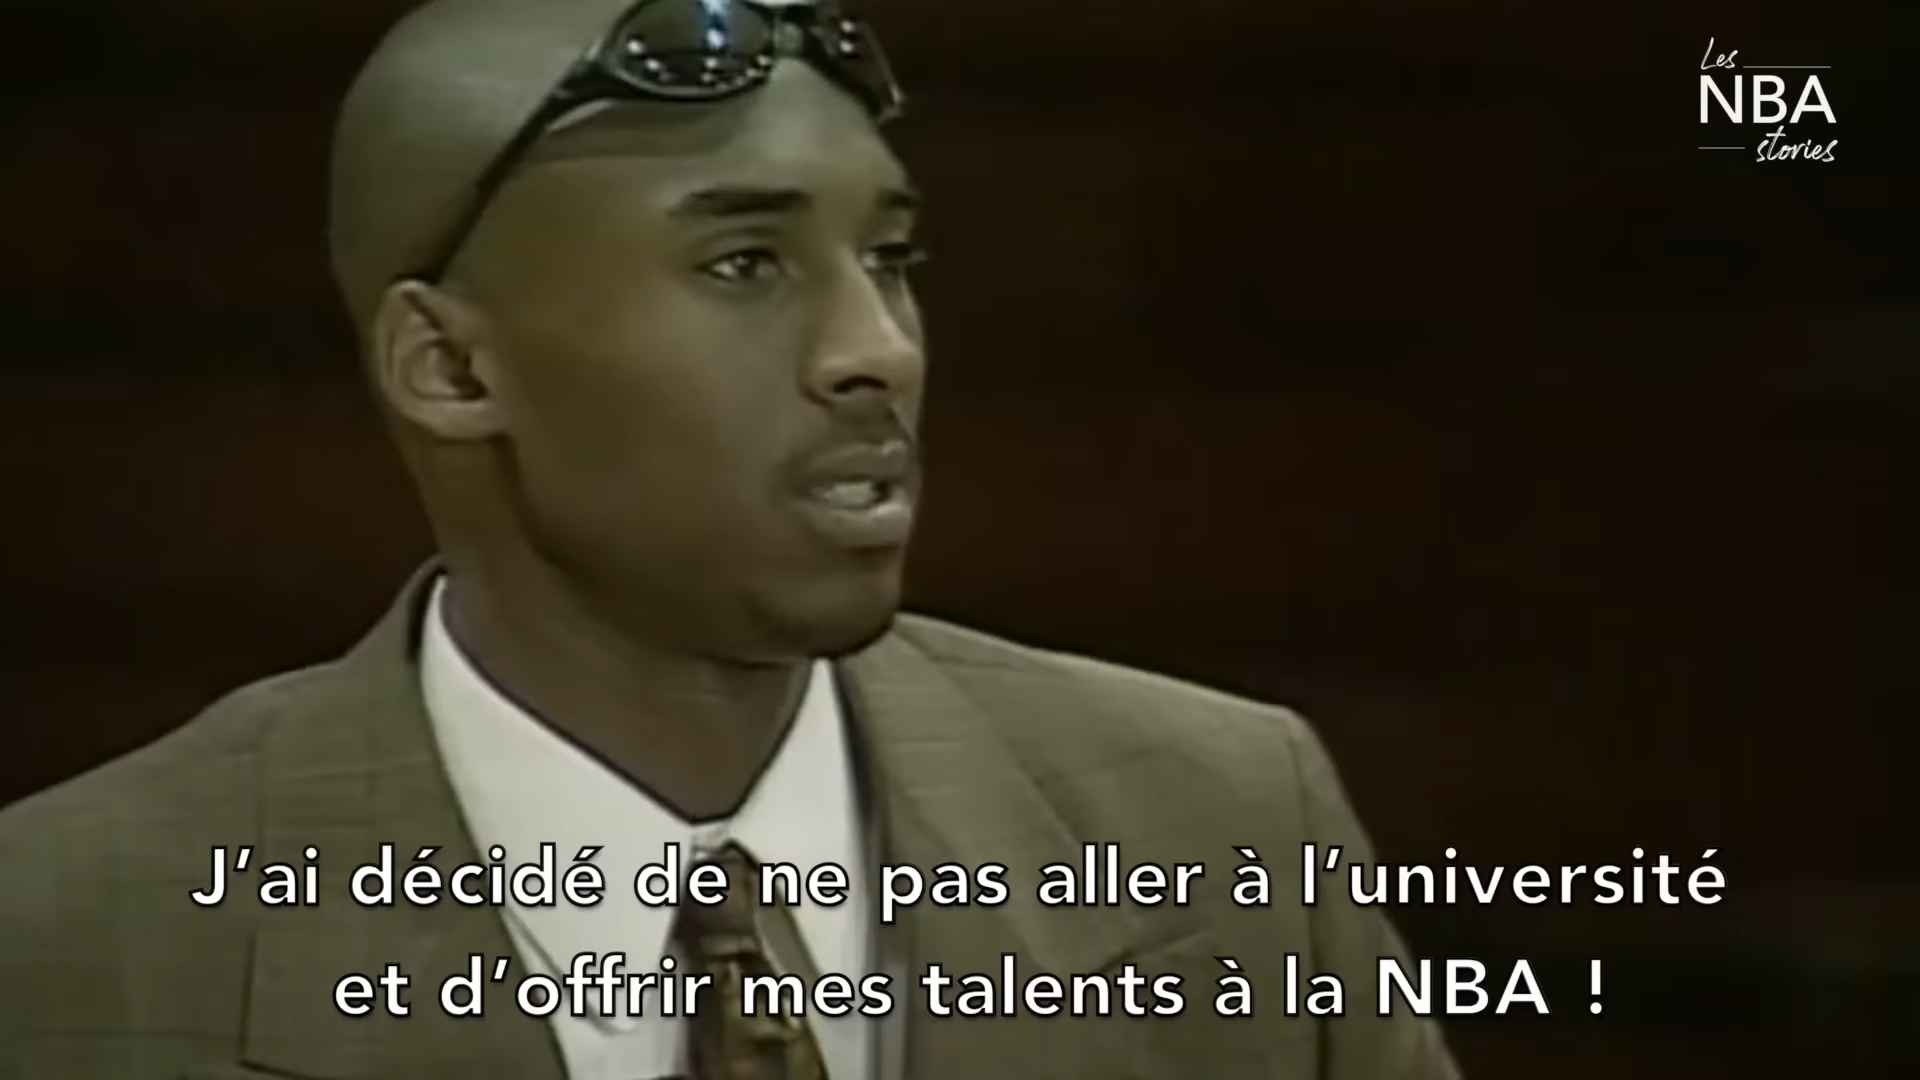 Les
NBA
stories
J'ai décidé de ne pas aller à l'université
et d'offrir mes talents à la NBA !